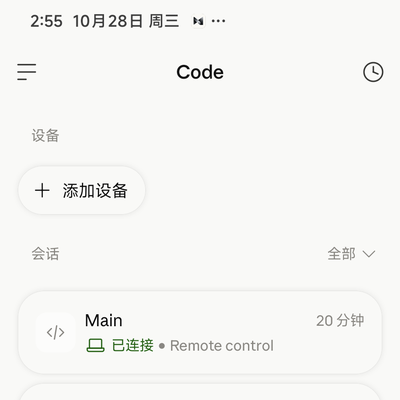 2:55 10月28日 周三
Code
设备
添加设备
会话 全部
Main 20 分钟
已连接 • Remote control